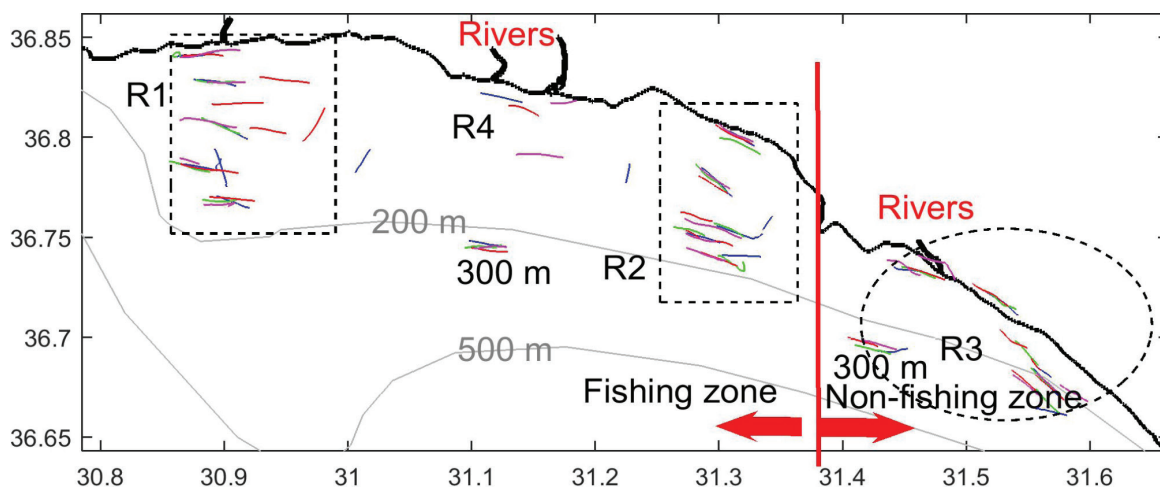 36.85
Rivers
R1
R4
36.8
Rivers
200 m
36.75
300 m
R2
36.7
R3
500 m
300 m
Fishing zone
Non-fishing zone
36.65
30.8
30.9
31
31.1
31.2
31.3
31.4
31.5
31.6